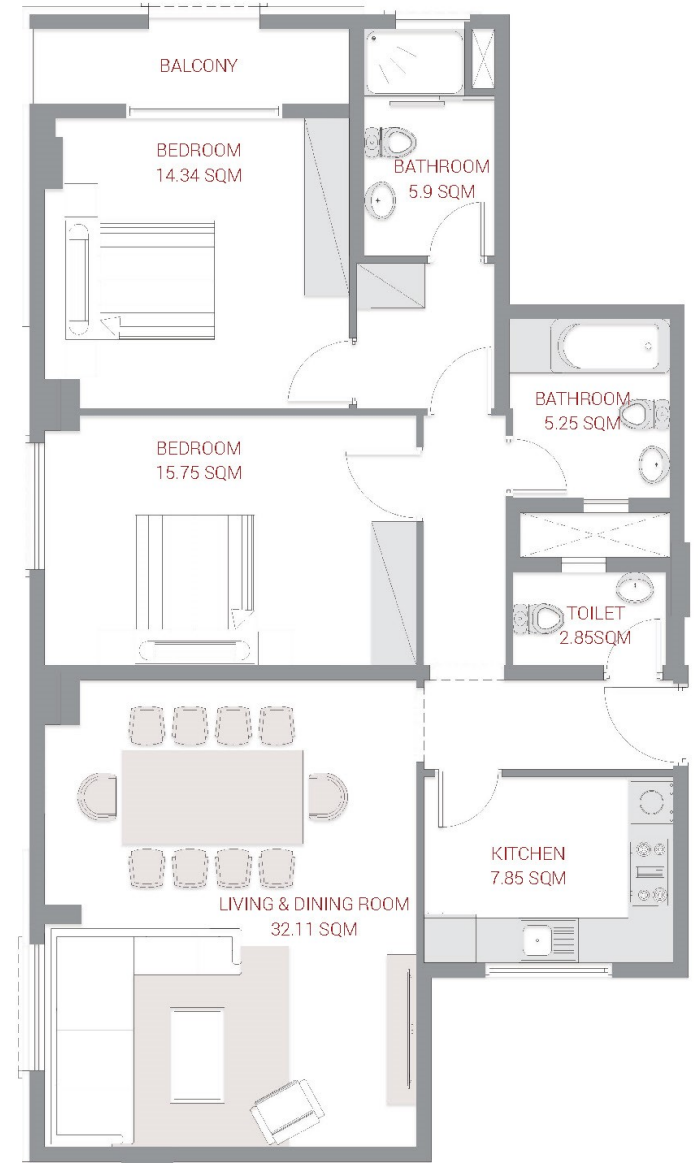 BALCONY
BEDROOM
14.34 SQM
BATHROOM
5.9 SQM
BATHROOM
5.25 SQM
BEDROOM
15.75 SQM
TOILET
2.85SQM
KITCHEN
7.85 SQM
LIVING & DINING ROOM
32.11 SQM